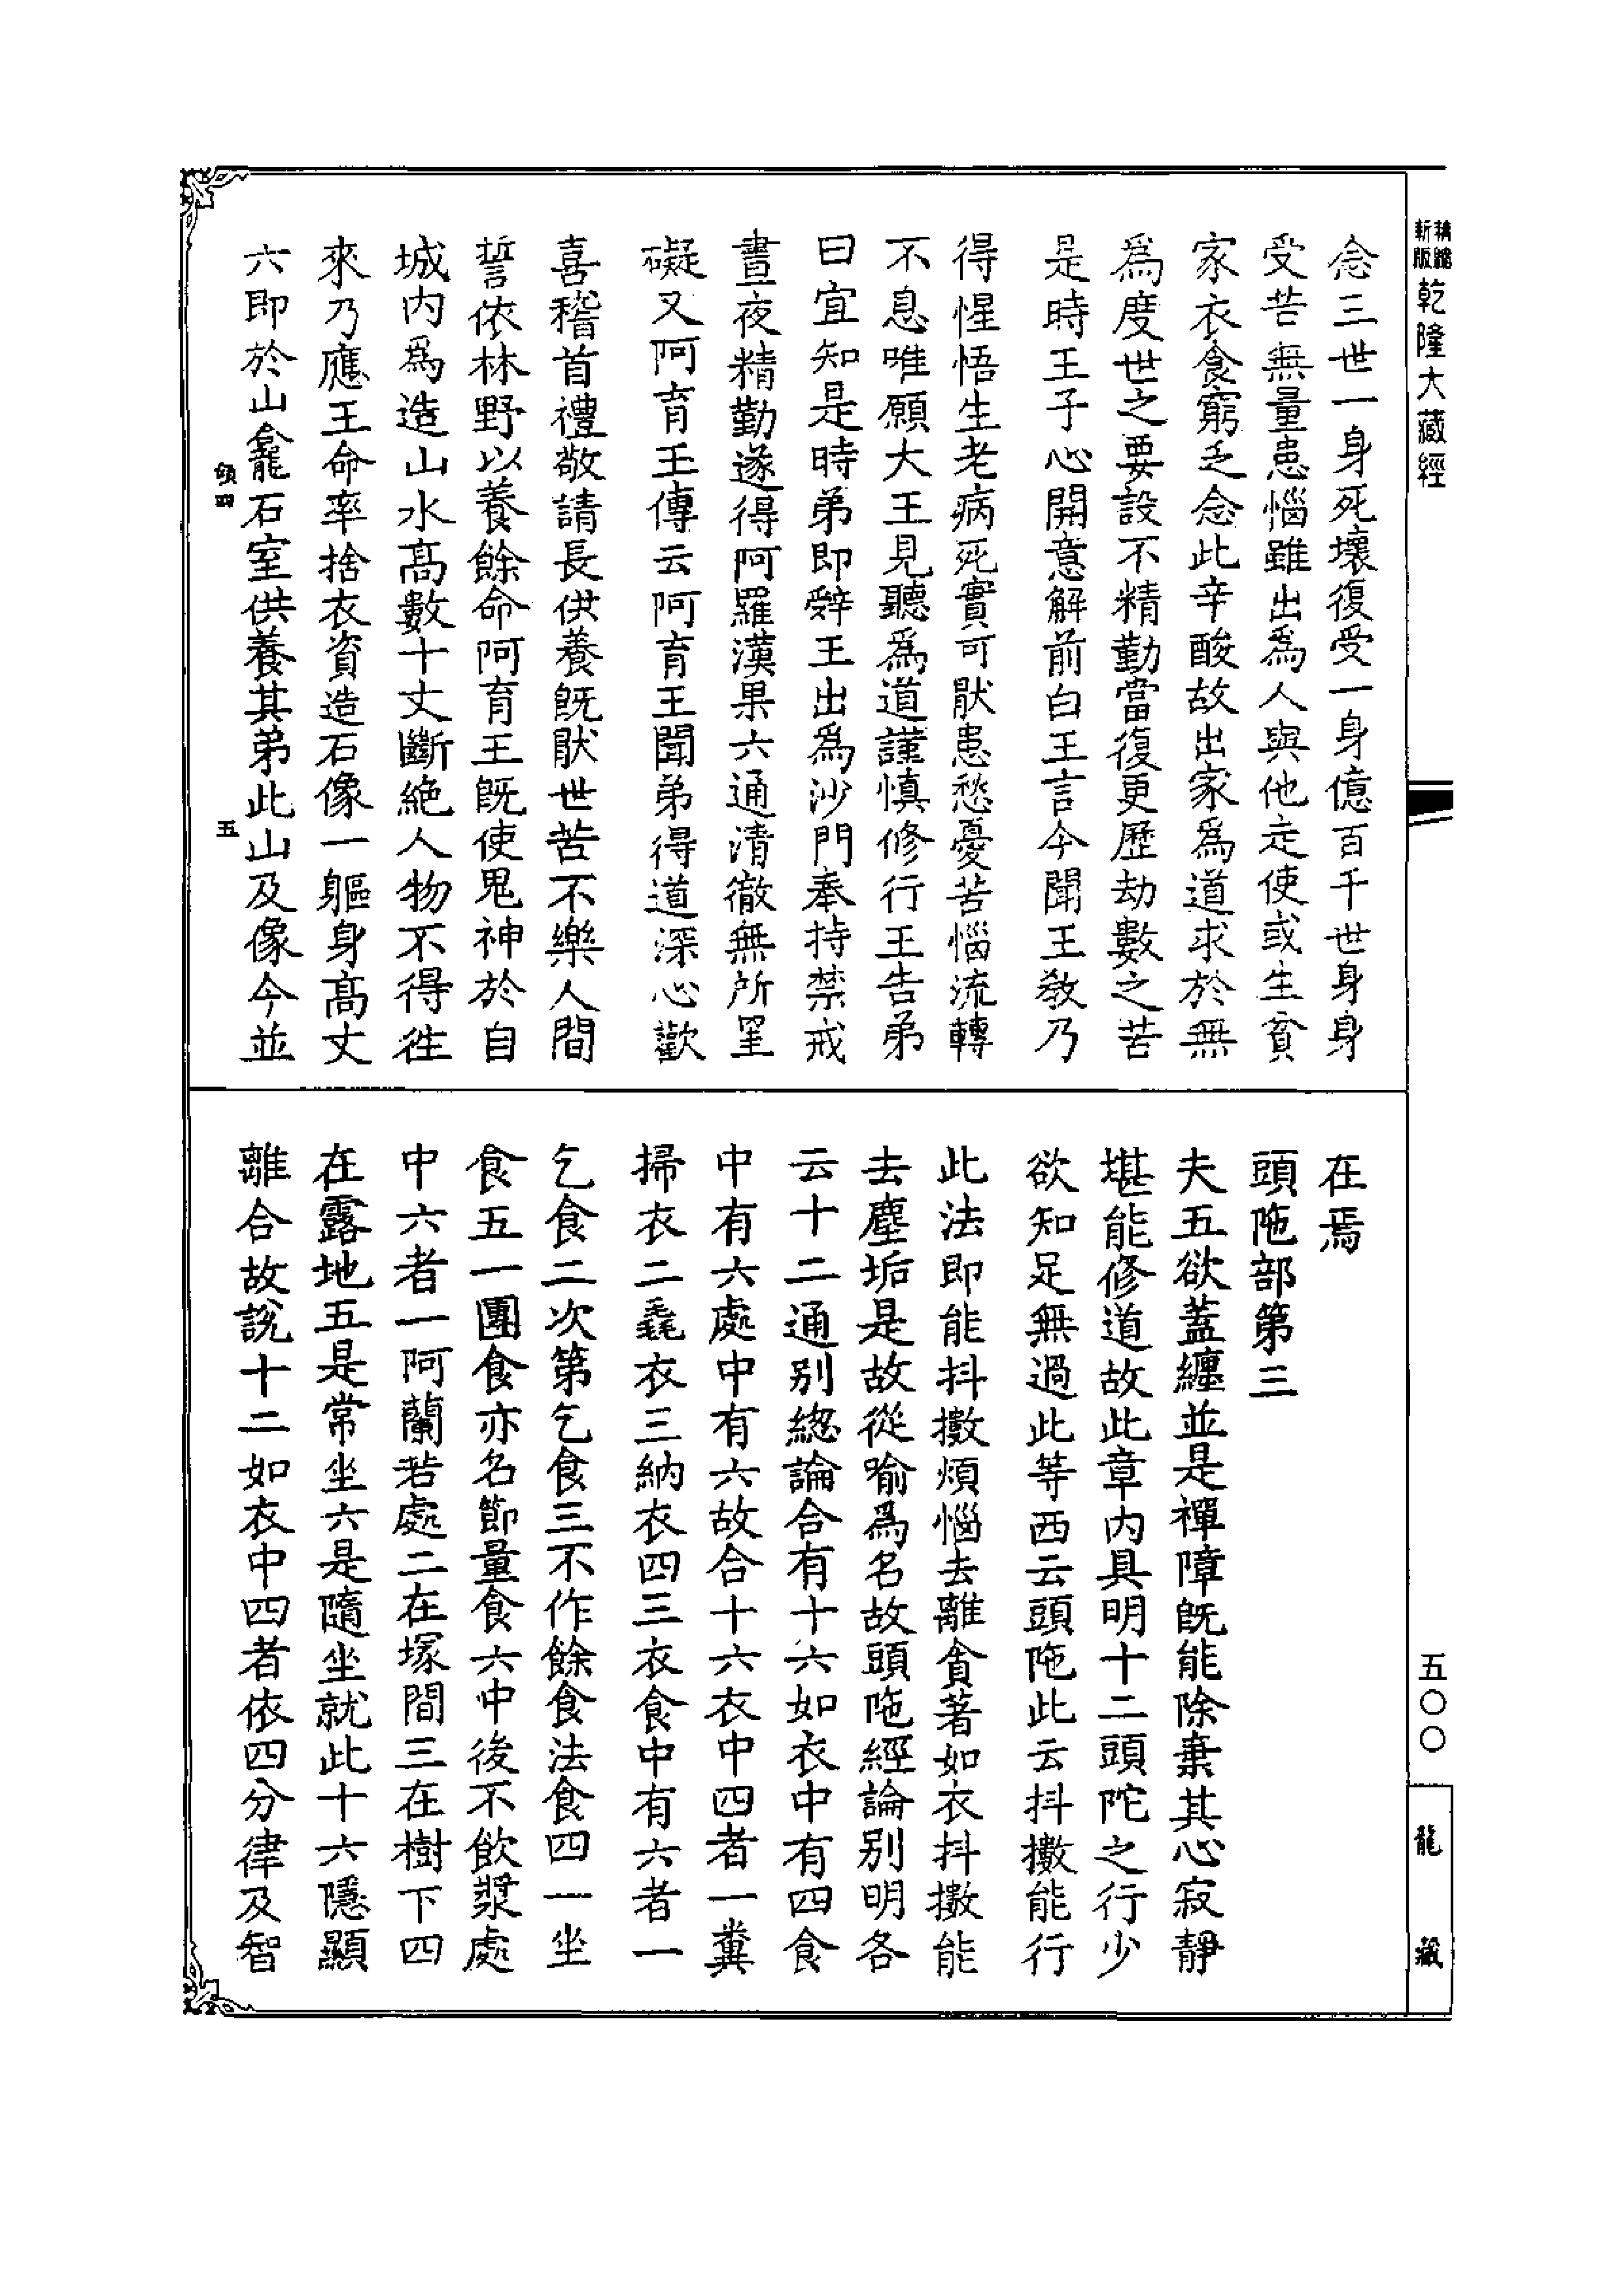 新版精縮乾隆大藏經
念三世一身死壞復受一身億百千世身身
受苦無量患惱雖出爲人與他走使或生貧
家衣食窮乏念此辛酸故出家爲道求於無
爲度世之要設不精勤當復更歷劫數之苦
是時王子心開意解前白王言今聞王敎乃
得惺悟生老病死實可猒患愁憂苦惱流轉
不息唯願大王見聽爲道謹慎修行王告弟
曰宜知是時弟即辭王出爲沙門奉持禁戒
晝夜精勤遂得阿羅漢果六通清徹無所罣
礙又阿育王傳云阿育王聞弟得道深心歡
喜稽首禮敬請長供養旣猒世苦不樂人間
誓依林野以養餘命阿育王旣使鬼神於自
城内爲造山水髙數十丈斷絶人物不得徃
來乃應王命率捨衣資造石像一軀身髙丈
六即於山龕石室供養其弟此山及像今並
五
在焉
頭陁部第三
夫五欲蓋纏並是禪障旣能除棄其心寂靜
堪能修道故此章内具明十二頭陀之行少
欲知足無過此等西云頭陁此云抖擻能行
此法即能抖擻煩惱去離貪著如衣抖擻能
去塵垢是故從喻爲名故頭陁經論别明各
云十二通别緫論合有十六如衣中有四食
中有六處中有六故合十六衣中四者一糞
掃衣二毳衣三納衣四三衣食中有六者一
乞食二次第乞食三不作餘食法食四一坐
食五一團食亦名節量食六中後不飲漿處
中六者一阿蘭若處二在塚間三在樹下四
在露地五是常坐六是隨坐就此十六隱顯
離合故說十二如衣中四者依四分律及智
五〇〇
龍藏